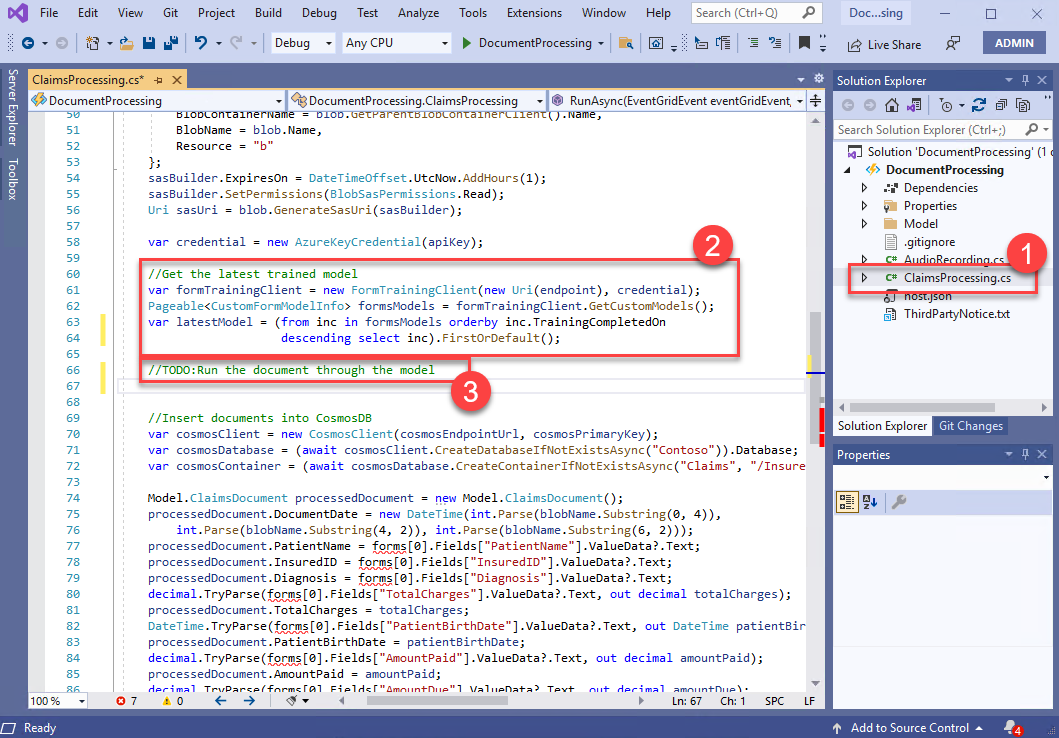 File Edit View Git Project Build Debug Test Analyze Tools Extensions Window Help Search (Ctrl+Q) Doc...sing
Debug Any CPU DocumentProcessing Live Share ADMIN
Server Explorer
Toolbox
ClaimsProcessing.cs*
DocumentProcessing DocumentProcessing.ClaimsProcessing RunAsync(EventGridEvent eventGridEvent,
50 BlobContainerName = blob.GetParentBlobContainerClient().Name,
51 BlobName = blob.Name,
52 Resource = "b"
53 };
54 sasBuilder.ExpiresOn = DateTimeOffset.UtcNow.AddHours(1);
55 sasBuilder.SetPermissions(BlobSasPermissions.Read);
56 Uri sasUri = blob.GenerateSasUri(sasBuilder);
57
58 var credential = new AzureKeyCredential(apiKey);
59
2
60 //Get the latest trained model
61 var formTrainingClient = new FormTrainingClient(new Uri(endpoint), credential);
62 Pageable<CustomFormModelInfo> formsModels = formTrainingClient.GetCustomModels();
63 var latestModel = (from inc in formsModels orderby inc.TrainingCompletedOn
64 descending select inc).FirstOrDefault();
65
66 //TODO:Run the document through the model
3
67
68
69 //Insert documents into CosmosDB
70 var cosmosClient = new CosmosClient(cosmosEndpointUrl, cosmosPrimaryKey);
71 var cosmosDatabase = (await cosmosClient.CreateDatabaseIfNotExistsAsync("Contoso")).Database;
72 var cosmosContainer = (await cosmosDatabase.CreateContainerIfNotExistsAsync("Claims", "/Insure
73
74 Model.ClaimsDocument processedDocument = new Model.ClaimsDocument();
75 processedDocument.DocumentDate = new DateTime(int.Parse(blobName.Substring(0, 4)),
76 int.Parse(blobName.Substring(4, 2)), int.Parse(blobName.Substring(6, 2)));
77 processedDocument.PatientName = forms[0].Fields["PatientName"].ValueData?.Text;
78 processedDocument.InsuredID = forms[0].Fields["InsuredID"].ValueData?.Text;
79 processedDocument.Diagnosis = forms[0].Fields["Diagnosis"].ValueData?.Text;
80 decimal.TryParse(forms[0].Fields["TotalCharges"].ValueData?.Text, out decimal totalCharges);
81 processedDocument.TotalCharges = totalCharges;
82 DateTime.TryParse(forms[0].Fields["PatientBirthDate"].ValueData?.Text, out DateTime patientBir
83 processedDocument.PatientBirthDate = patientBirthDate;
84 decimal.TryParse(forms[0].Fields["AmountPaid"].ValueData?.Text, out decimal amountPaid);
85 processedDocument.AmountPaid = amountPaid;
86 decimal.TryParse(forms[0].Fields["AmountDue"].ValueData?.Text, out decimal amountDue);
100 % 7 0 Ln: 67 Ch: 1 SPC LF
Solution Explorer
Search Solution Explorer (Ctrl+;)
Solution 'DocumentProcessing' (1 c
DocumentProcessing
Dependencies
Properties
Model
.gitignore
C# AudioRecording.cs
1
C# ClaimsProcessing.cs
host.json
ThirdPartyNotice.txt
Solution Explorer Git Changes
Properties
Ready Add to Source Control 4